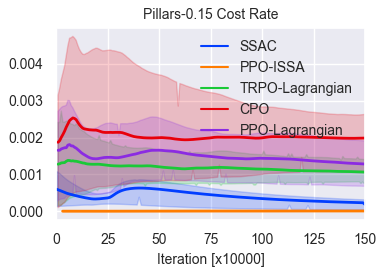 Pillars-0.15 Cost Rate
SSAC
PPO-ISSA
TRPO-Lagrangian
CPO
PPO-Lagrangian
0.004
0.003
0.002
0.001
0.000
0 25 50 75 100 125 150
Iteration [x10000]